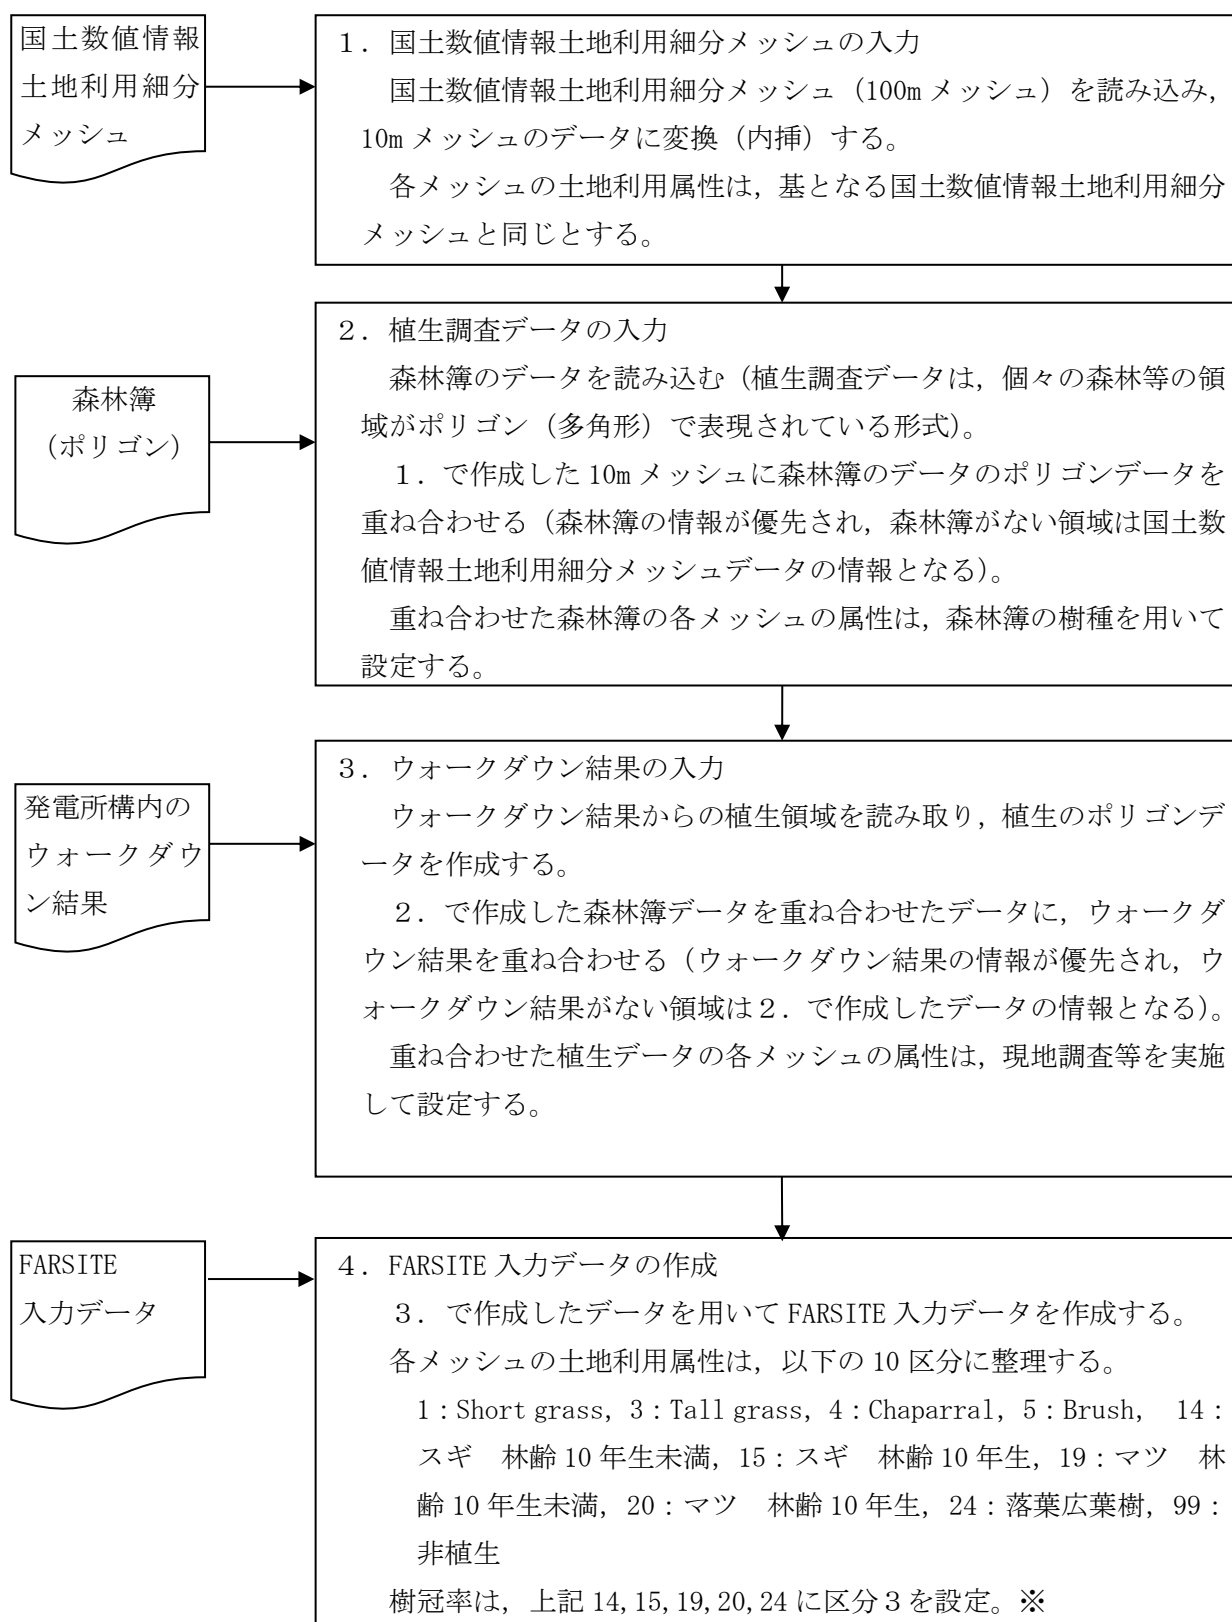 国土数値情報
土地利用細分
メッシュ
1．国土数値情報土地利用細分メッシュの入力
国土数値情報土地利用細分メッシュ（100m メッシュ）を読み込み，
10m メッシュのデータに変換（内挿）する。
各メッシュの土地利用属性は，基となる国土数値情報土地利用細分
メッシュと同じとする。
森林簿
（ポリゴン）
２．植生調査データの入力
森林簿のデータを読み込む（植生調査データは，個々の森林等の領
域がポリゴン（多角形）で表現されている形式）。
１．で作成した 10m メッシュに森林簿のデータのポリゴンデータを
重ね合わせる（森林簿の情報が優先され，森林簿がない領域は国土数
値情報土地利用細分メッシュデータの情報となる）。
重ね合わせた森林簿の各メッシュの属性は，森林簿の樹種を用いて
設定する。
発電所構内の
ウォークダウ
ン結果
３．ウォークダウン結果の入力
ウォークダウン結果からの植生領域を読み取り，植生のポリゴンデ
ータを作成する。
２．で作成した森林簿データを重ね合わせたデータに，ウォークダ
ウン結果を重ね合わせる（ウォークダウン結果の情報が優先され，ウ
ォークダウン結果がない領域は２．で作成したデータの情報となる）。
重ね合わせた植生データの各メッシュの属性は，現地調査等を実施
して設定する。
FARSITE
入力データ
４．FARSITE 入力データの作成
３．で作成したデータを用いて FARSITE 入力データを作成する。
各メッシュの土地利用属性は，以下の 10 区分に整理する。
1：Short grass，3：Tall grass，4：Chaparral，5：Brush， 14：
スギ　林齢 10 年生未満，15：スギ　林齢 10 年生，19：マツ　林
齢 10 年生未満，20：マツ　林齢 10 年生，24：落葉広葉樹，99：
非植生
樹冠率は，上記 14,15,19,20,24 に区分３を設定。※